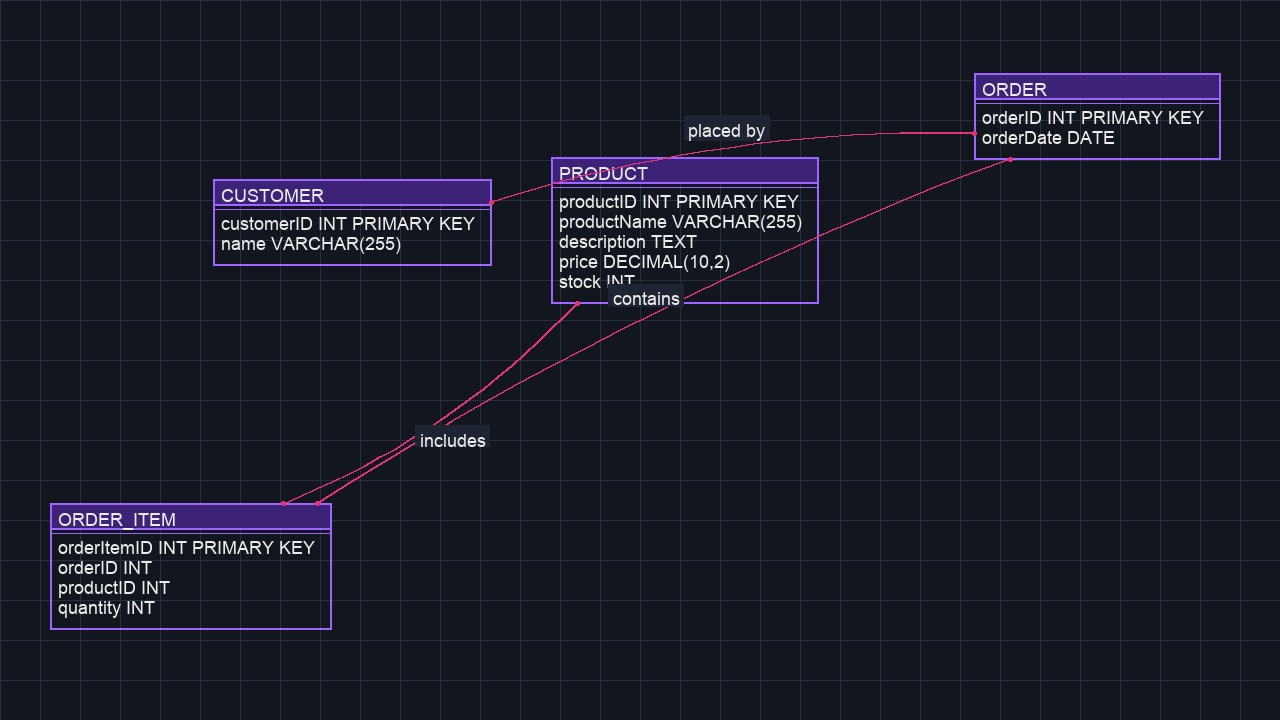 ORDER
orderID INT PRIMARY KEY
orderDate DATE
placed by
PRODUCT
productID INT PRIMARY KEY
productName VARCHAR(255)
description TEXT
price DECIMAL(10,2)
stock INT
contains
CUSTOMER
customerID INT PRIMARY KEY
name VARCHAR(255)
includes
ORDER_ITEM
orderItemID INT PRIMARY KEY
orderID INT
productID INT
quantity INT